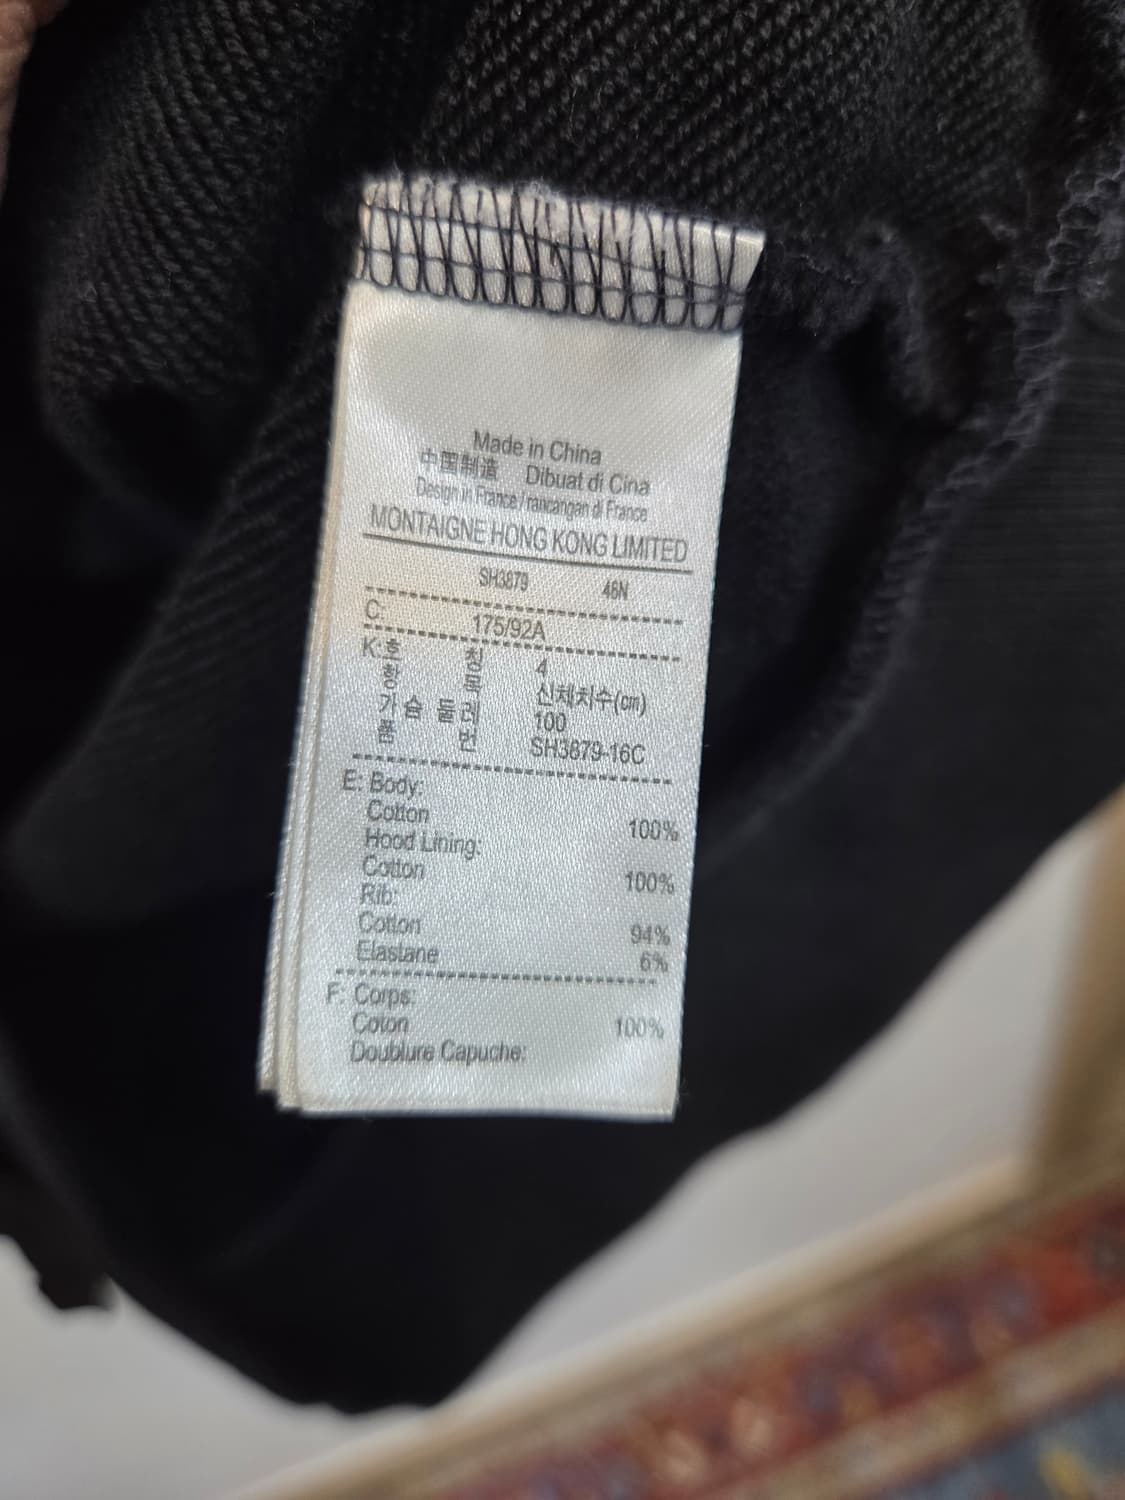 Made in China
中国制造 Dibuat di Cina
Design in France / rancangan di France
MONTAIGNE HONG KONG LIMITED
SH3879 46N
C: 175/92A
K: 호 칭 4
항 목 신체치수(㎝)
가 슴 둘 레 100
품 번 SH3879-16C
E: Body:
Cotton 100%
Hood Lining:
Cotton 100%
Rib:
Cotton 94%
Elastane 6%
F: Corps:
Coton 100%
Doublure Capuche: